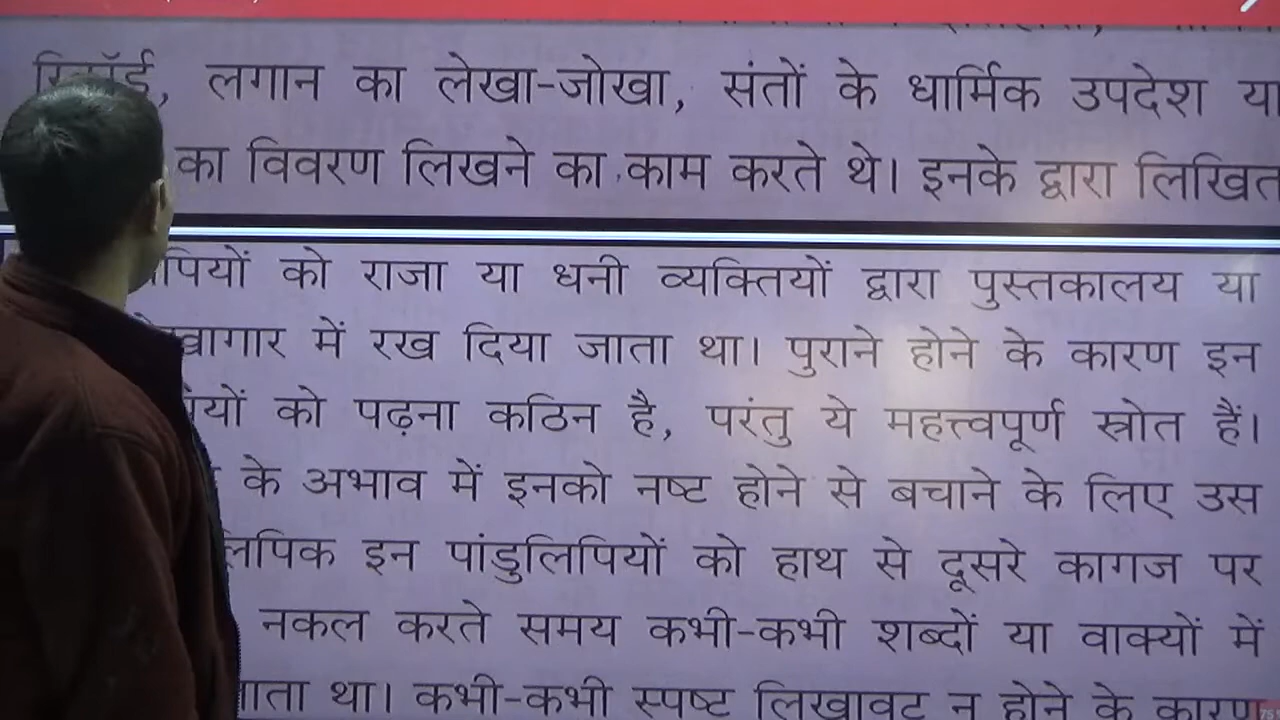 लगान का लेखा-जोखा, संतों के धार्मिक उपदेश या
का विवरण लिखने का काम करते थे। इनके द्वारा लिखित
को राजा या धनी व्यक्तियों द्वारा पुस्तकालय या
में रख दिया जाता था। पुराने होने के कारण इन
को पढ़ना कठिन है, परंतु ये महत्त्वपूर्ण स्रोत हैं।
के अभाव में इनको नष्ट होने से बचाने के लिए उस
इन पांडुलिपियों को हाथ से दूसरे कागज पर
नकल करते समय कभी-कभी शब्दों या वाक्यों में
था। कभी-कभी स्पष्ट लिखावट न होने के कारण